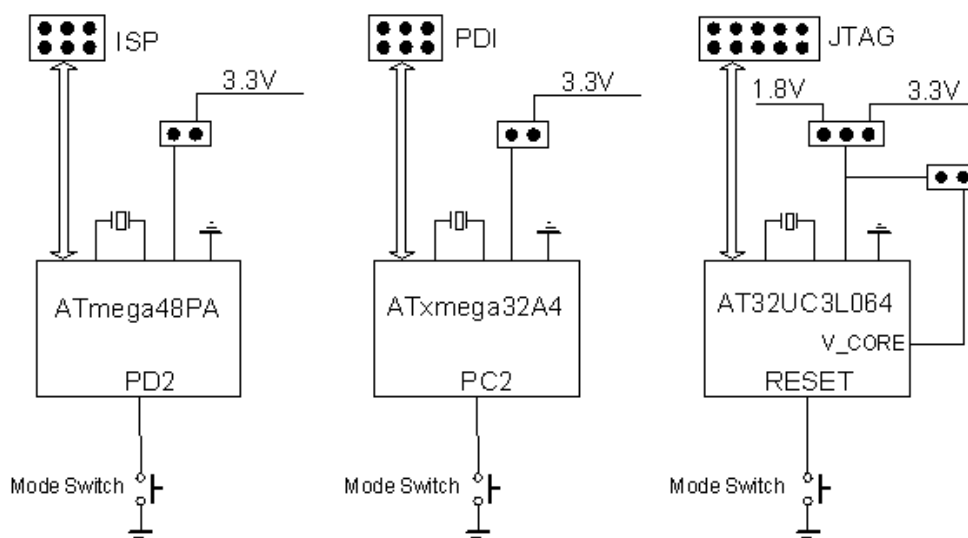 ISP
3.3V
ATmega48PA
PD2
Mode Switch
PDI
3.3V
ATxmega32A4
PC2
Mode Switch
JTAG
1.8V
3.3V
AT32UC3L064
V_CORE
RESET
Mode Switch